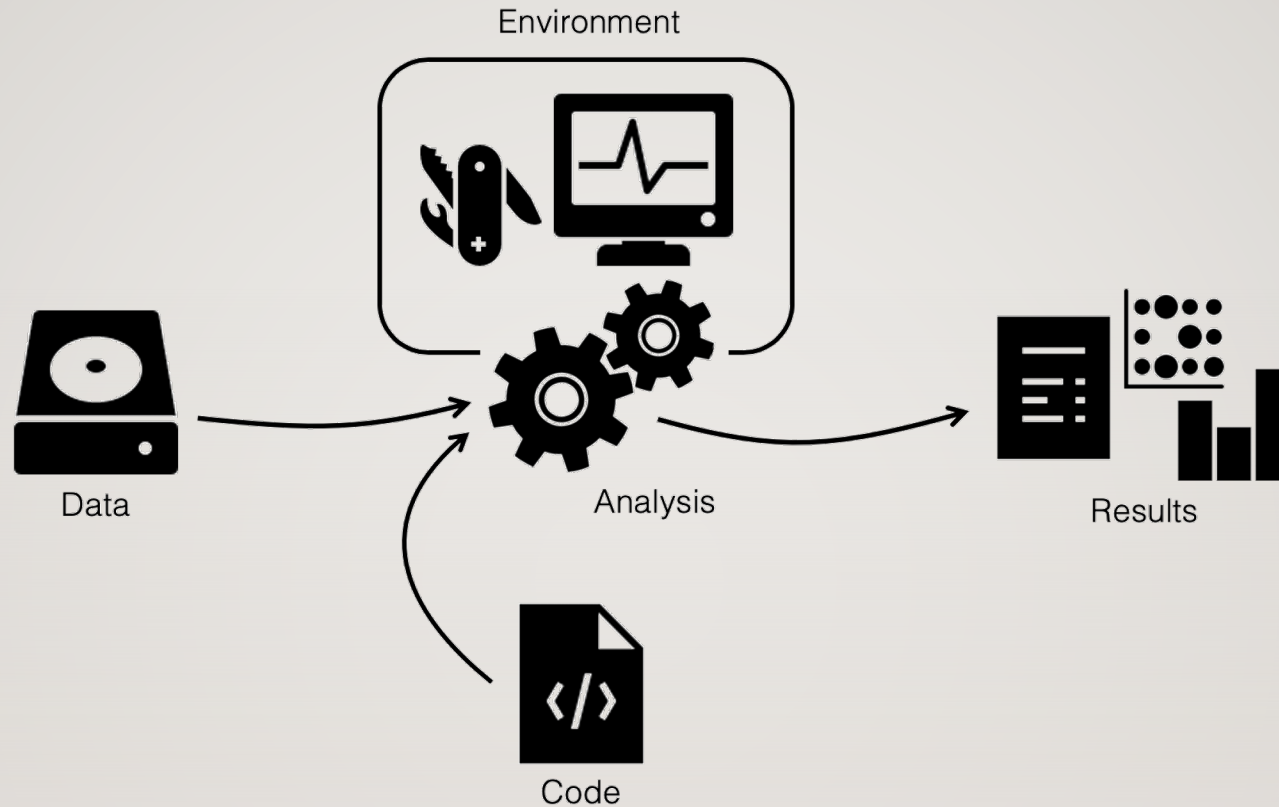 Environment
Data
Analysis
Results
</>
Code